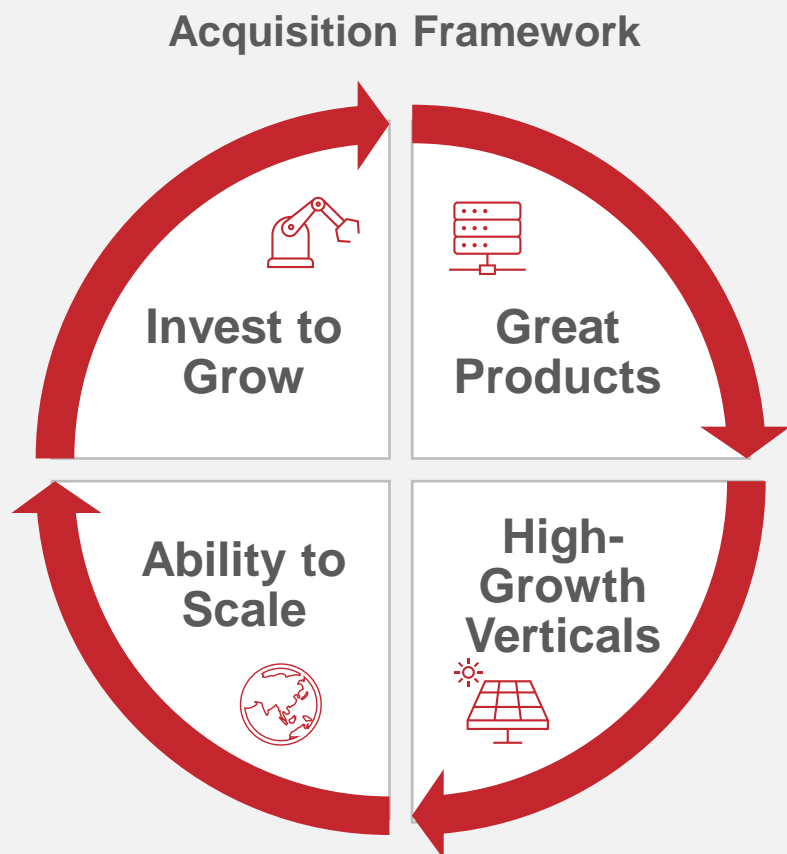 Acquisition Framework
Invest to
Grow
Great
Products
Ability to
Scale
High-
Growth
Verticals